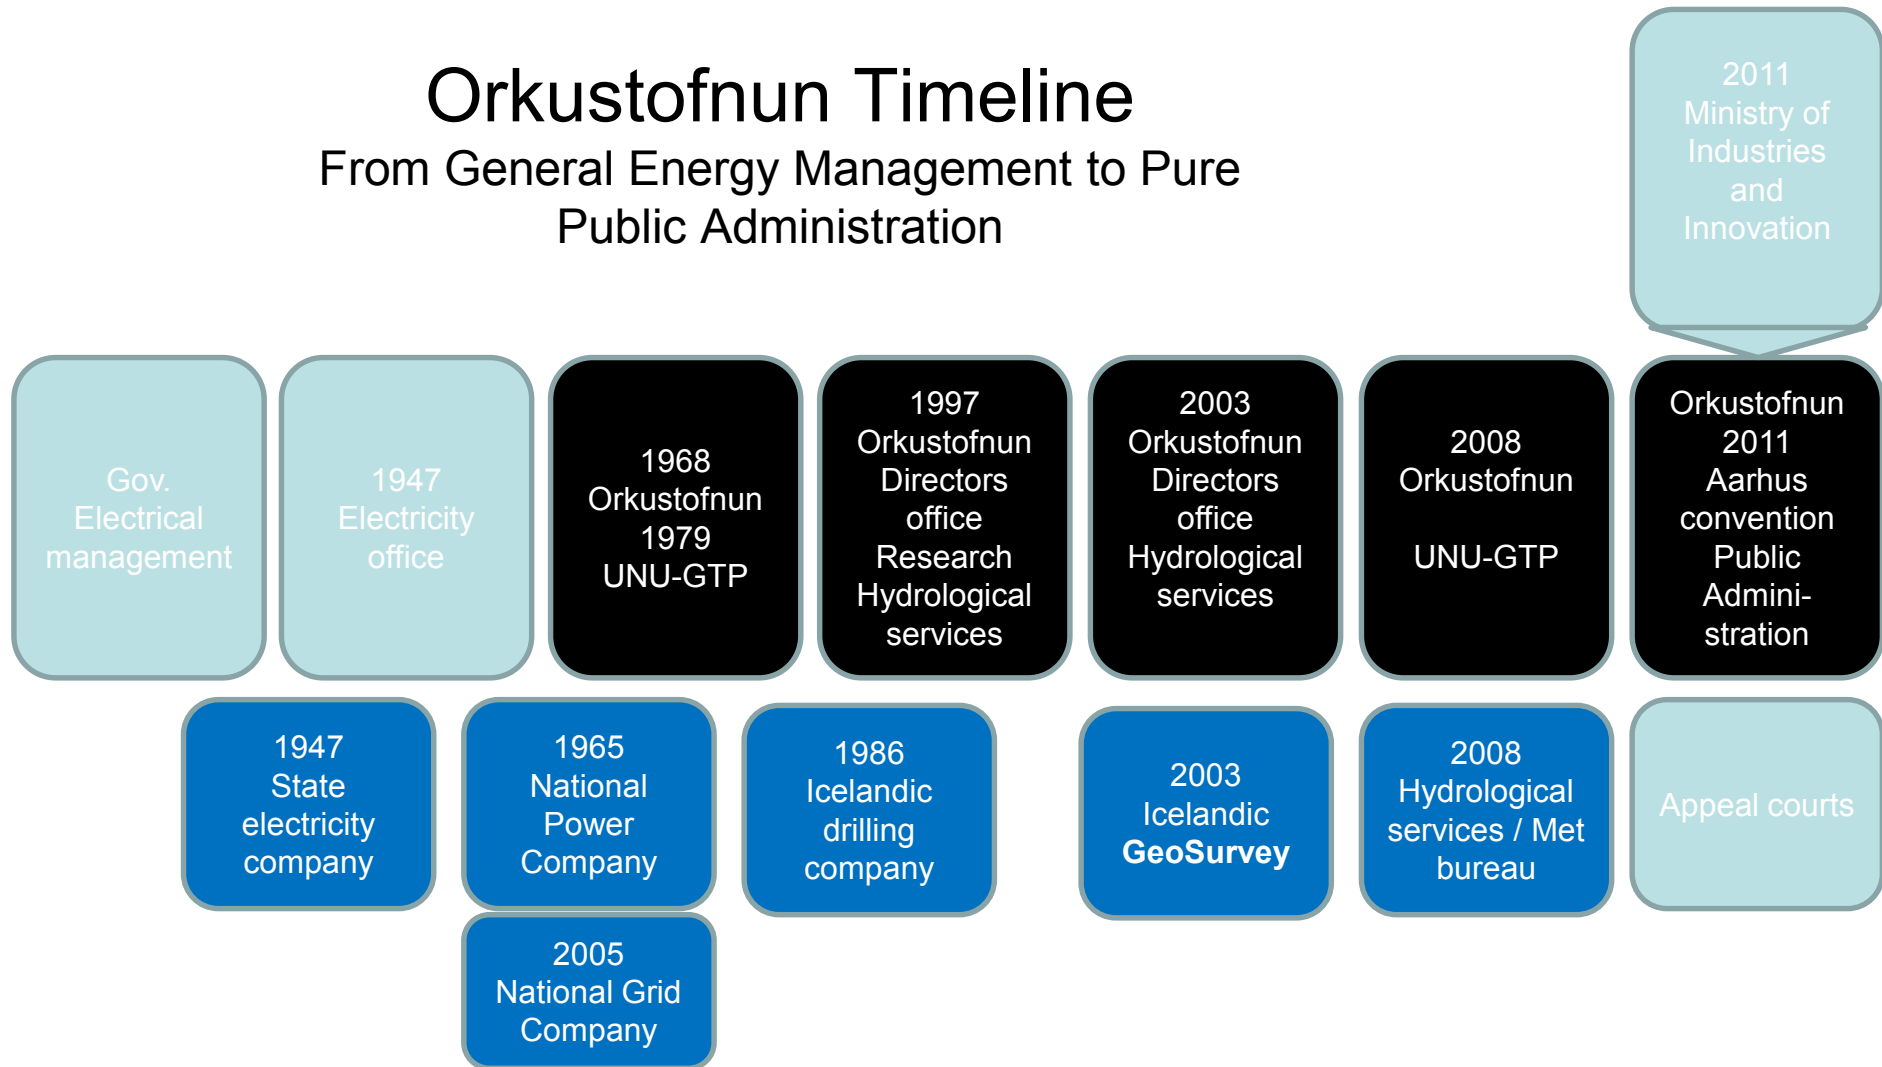 Orkustofnun Timeline
From General Energy Management to Pure
Public Administration
2011
Ministry of
Industries
and
Innovation
Gov.
Electrical
management
1947
Electricity
office
1968
Orkustofnun
1979
UNU-GTP
1997
Orkustofnun
Directors
office
Research
Hydrological
services
2003
Orkustofnun
Directors
office
Hydrological
services
2008
Orkustofnun
UNU-GTP
Orkustofnun
2011
Aarhus
convention
Public
Admini-
stration
1947
State
electricity
company
1965
National
Power
Company
1986
Icelandic
drilling
company
2003
Icelandic
GeoSurvey
2008
Hydrological
services / Met
bureau
Appeal courts
2005
National Grid
Company